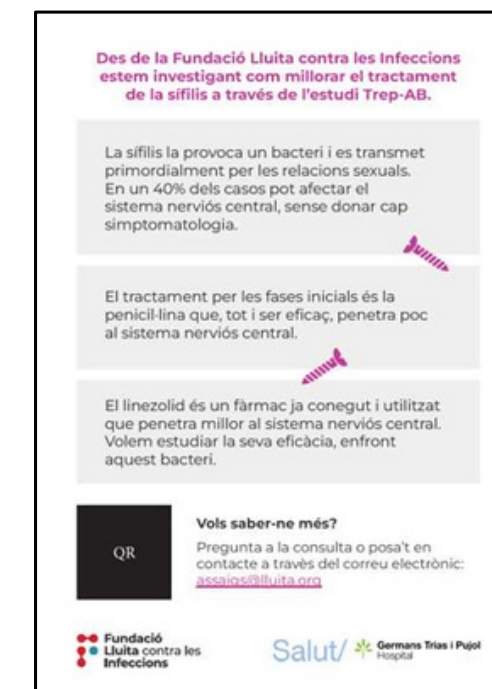 Des de la Fundació Lluita contra les Infeccions
estem investigant com millorar el tractament
de la sífilis a través de l'estudi Trep-AB.
La sífilis la provoca un bacteri i es transmet
primordialment per les relacions sexuals.
En un 40% dels casos pot afectar el
sistema nerviós central, sense donar cap
simptomatologia.
El tractament per les fases inicials és la
penicil·lina que, tot i ser eficaç, penetra poc
al sistema nerviós central.
El linezolid és un fàrmac ja conegut i utilitzat
que penetra millor al sistema nerviós central.
Volem estudiar la seva eficàcia, enfront
aquest bacteri.
QR
Vols saber-ne més?
Pregunta a la consulta o posa't en
contacte a través del correu electrònic:
assaigs@lluita.org
Fundació
Lluita contra les
Infeccions
Salut/
Germans Trias i Pujol
Hospital